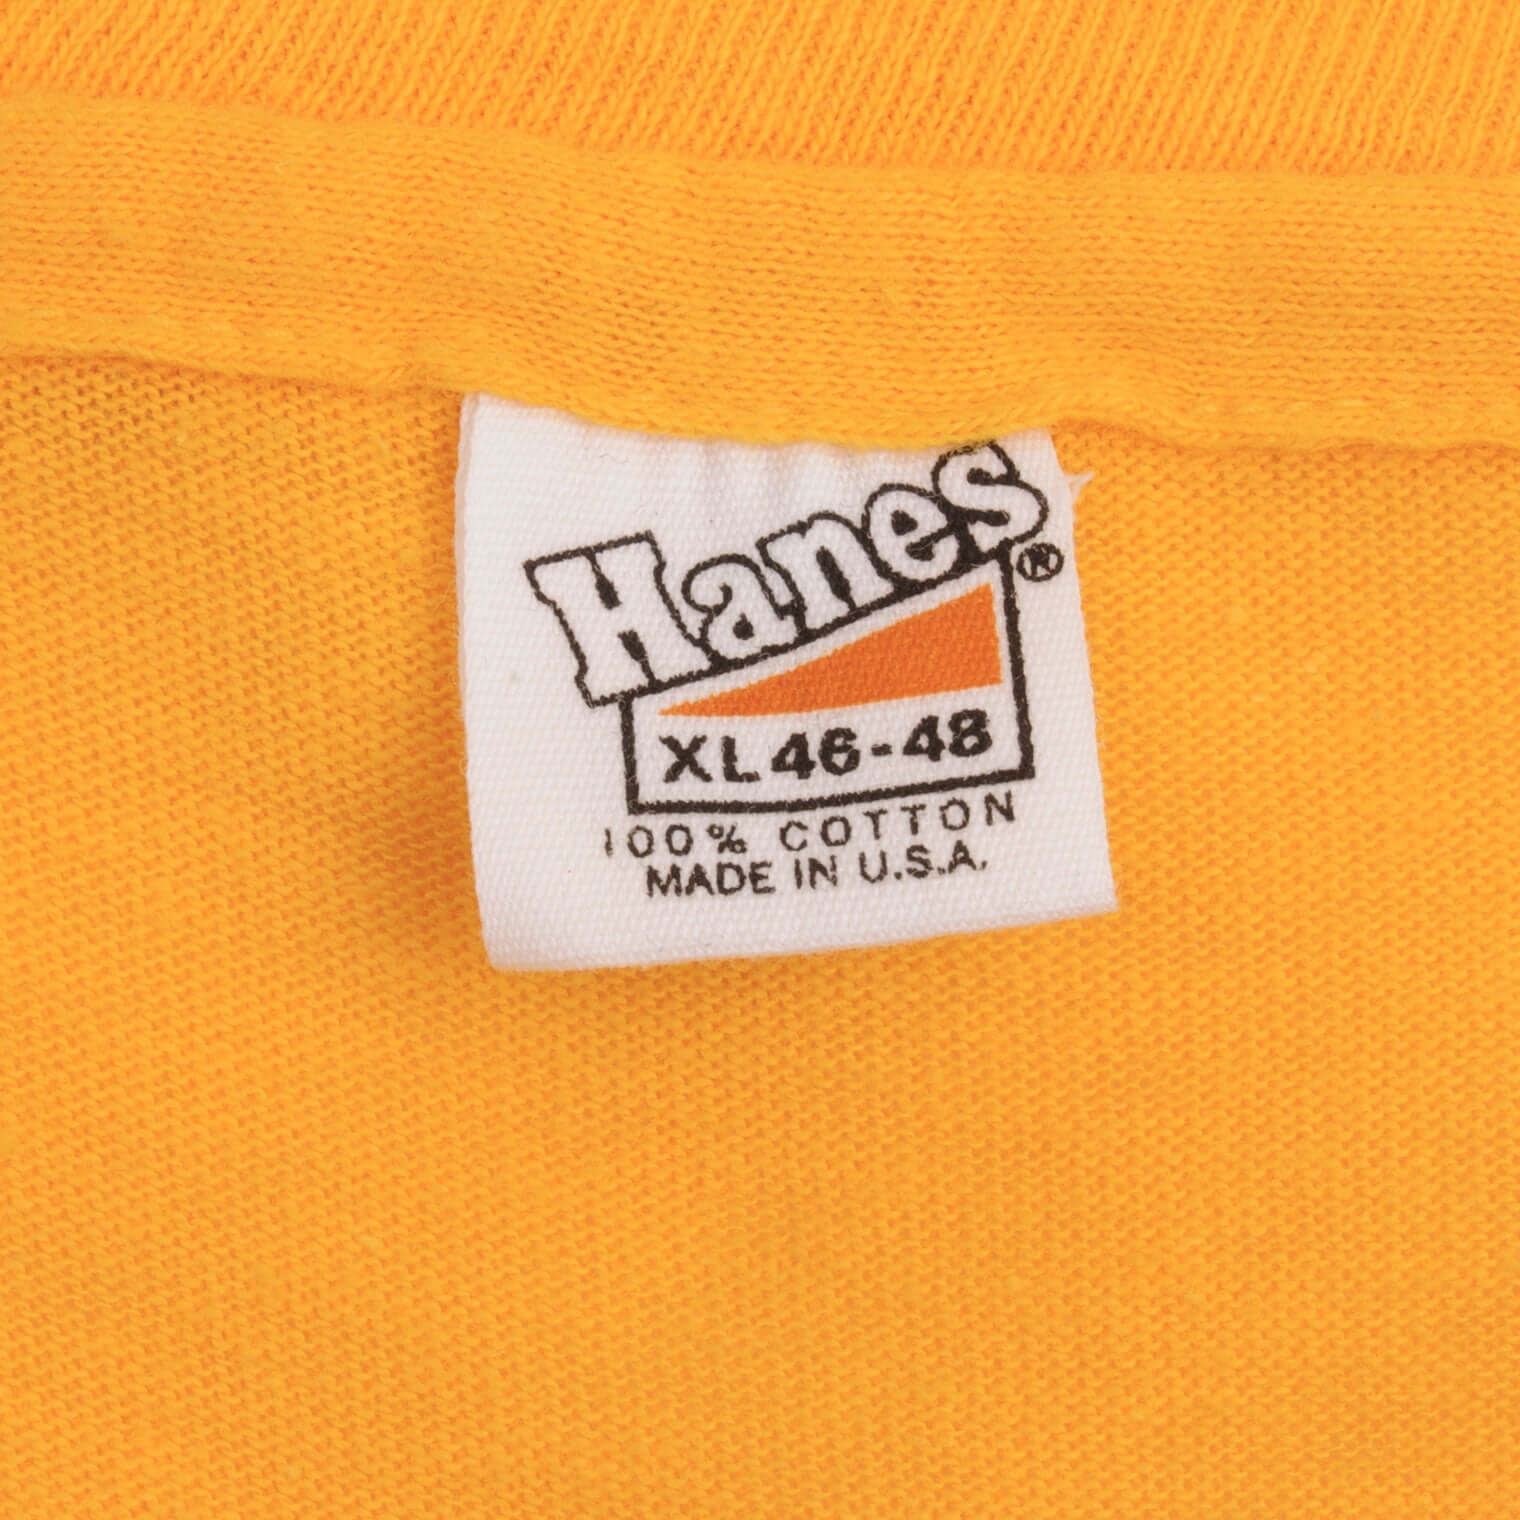 Hanes®
XL 46-48
100% COTTON
MADE IN U.S.A.